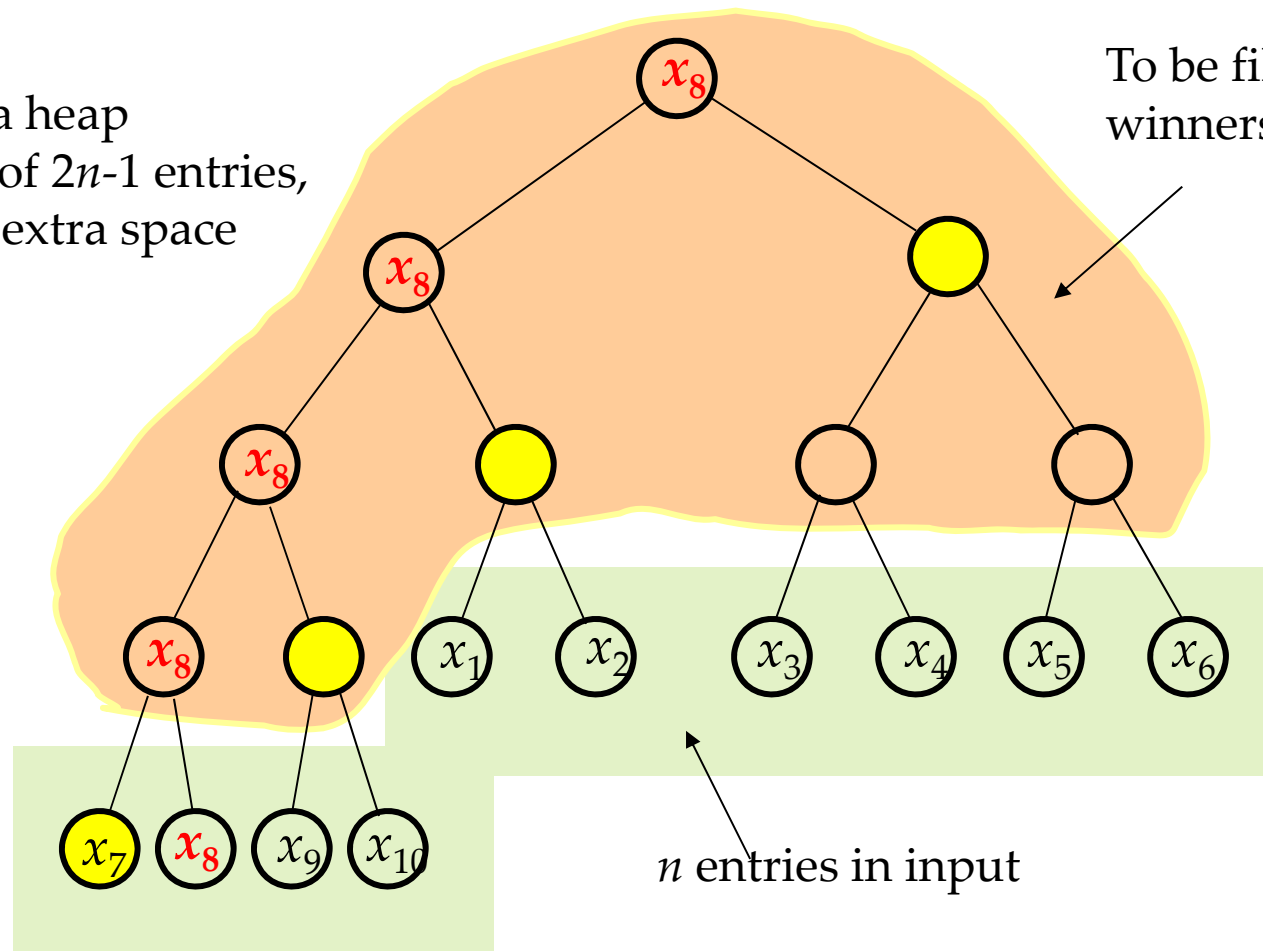 a heap
of 2n-1 entries,
extra space
To be
winners
x₈
x₈
x₈
x₈
x₁ x₂ x₃ x₄ x₅ x₆
x₇ x₈ x₉ x₁₀
n entries in input